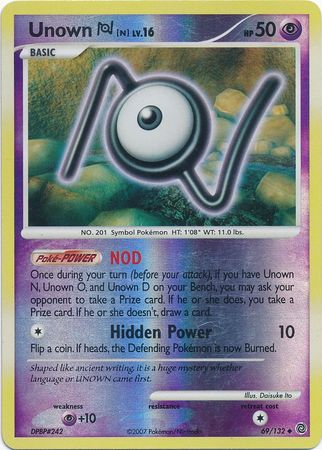 Unown N [N] LV.16 HP 50
BASIC
NO. 201 Symbol Pokémon HT: 1'08" WT: 11.0 lbs.
Poké-POWER NOD
Once during your turn (before your attack), if you have Unown
N, Unown O, and Unown D on your Bench, you may ask your
opponent to take a Prize card. If he or she does, you take a
Prize card. If he or she doesn't, draw a card.
Hidden Power 10
Flip a coin. If heads, the Defending Pokémon is now Burned.
Shaped like ancient writing, it is a huge mystery whether
language or UNOWN came first.
Illus. Daisuke Ito
weakness resistance retreat cost
+10
DPBP#242 ©2007 Pokémon/Nintendo 69/132